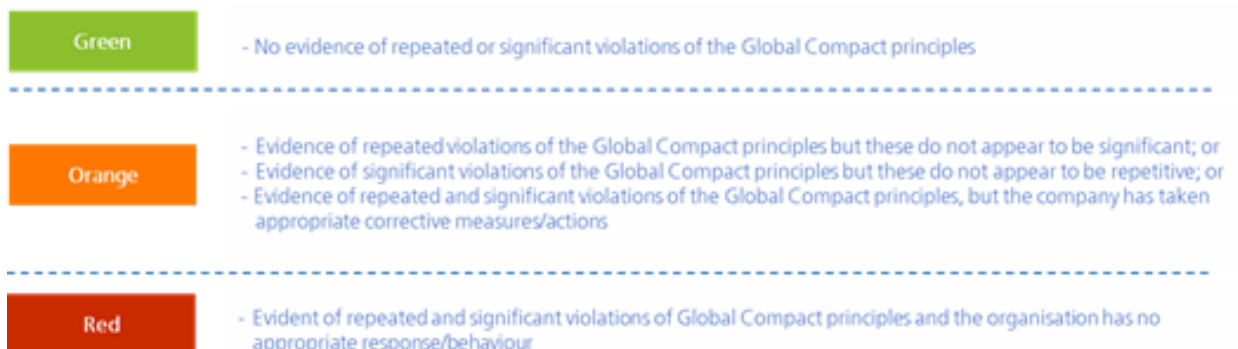 Green
- No evidence of repeated or significant violations of the Global Compact principles
Orange
- Evidence of repeated violations of the Global Compact principles but these do not appear to be significant; or
- Evidence of significant violations of the Global Compact principles but these do not appear to be repetitive; or
- Evidence of repeated and significant violations of the Global Compact principles, but the company has taken
appropriate corrective measures/actions
Red
- Evident of repeated and significant violations of Global Compact principles and the organisation has no
appropriate response/behaviour